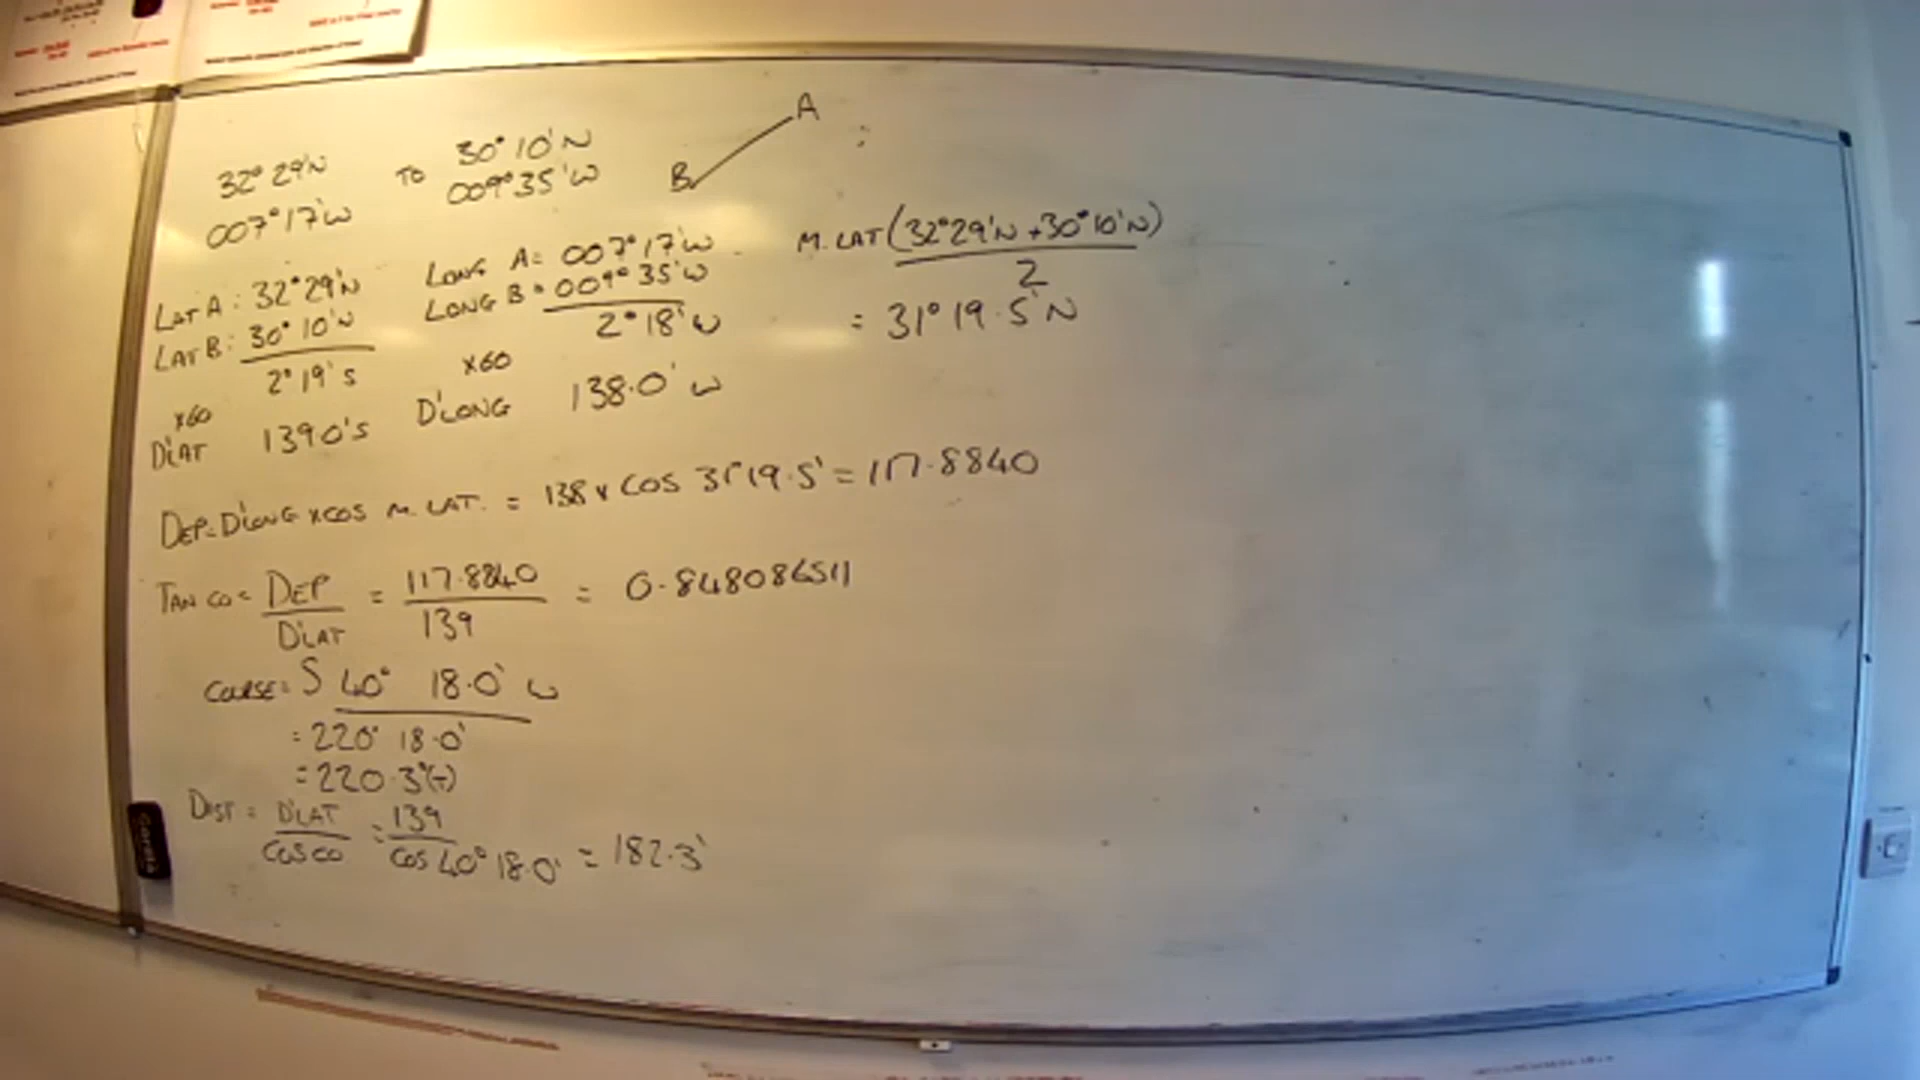 32° 29'N TO 30° 10'N
007° 17'W 009° 35'W
A
B
LAT A : 32° 29'N
LAT B : 30° 10'N
2° 19' S
x60
D'LAT 139.0'S
LONG A = 007° 17'W
LONG B = 009° 35'W
2° 18' W
x60
D'LONG 138.0' W
M. LAT (32° 29'N + 30° 10'N)
2
= 31° 19.5' N
DEP = D'LONG x COS M. LAT. = 138 x COS 31° 19.5' = 117.8840
TAN CO = DEP = 117.8840 = 0.848086511
D'LAT 139
COURSE = S 40° 18.0' W
= 220° 18.0'
= 220.3°(T)
DIST = D'LAT = 139
COS CO COS 40° 18.0' = 182.3'